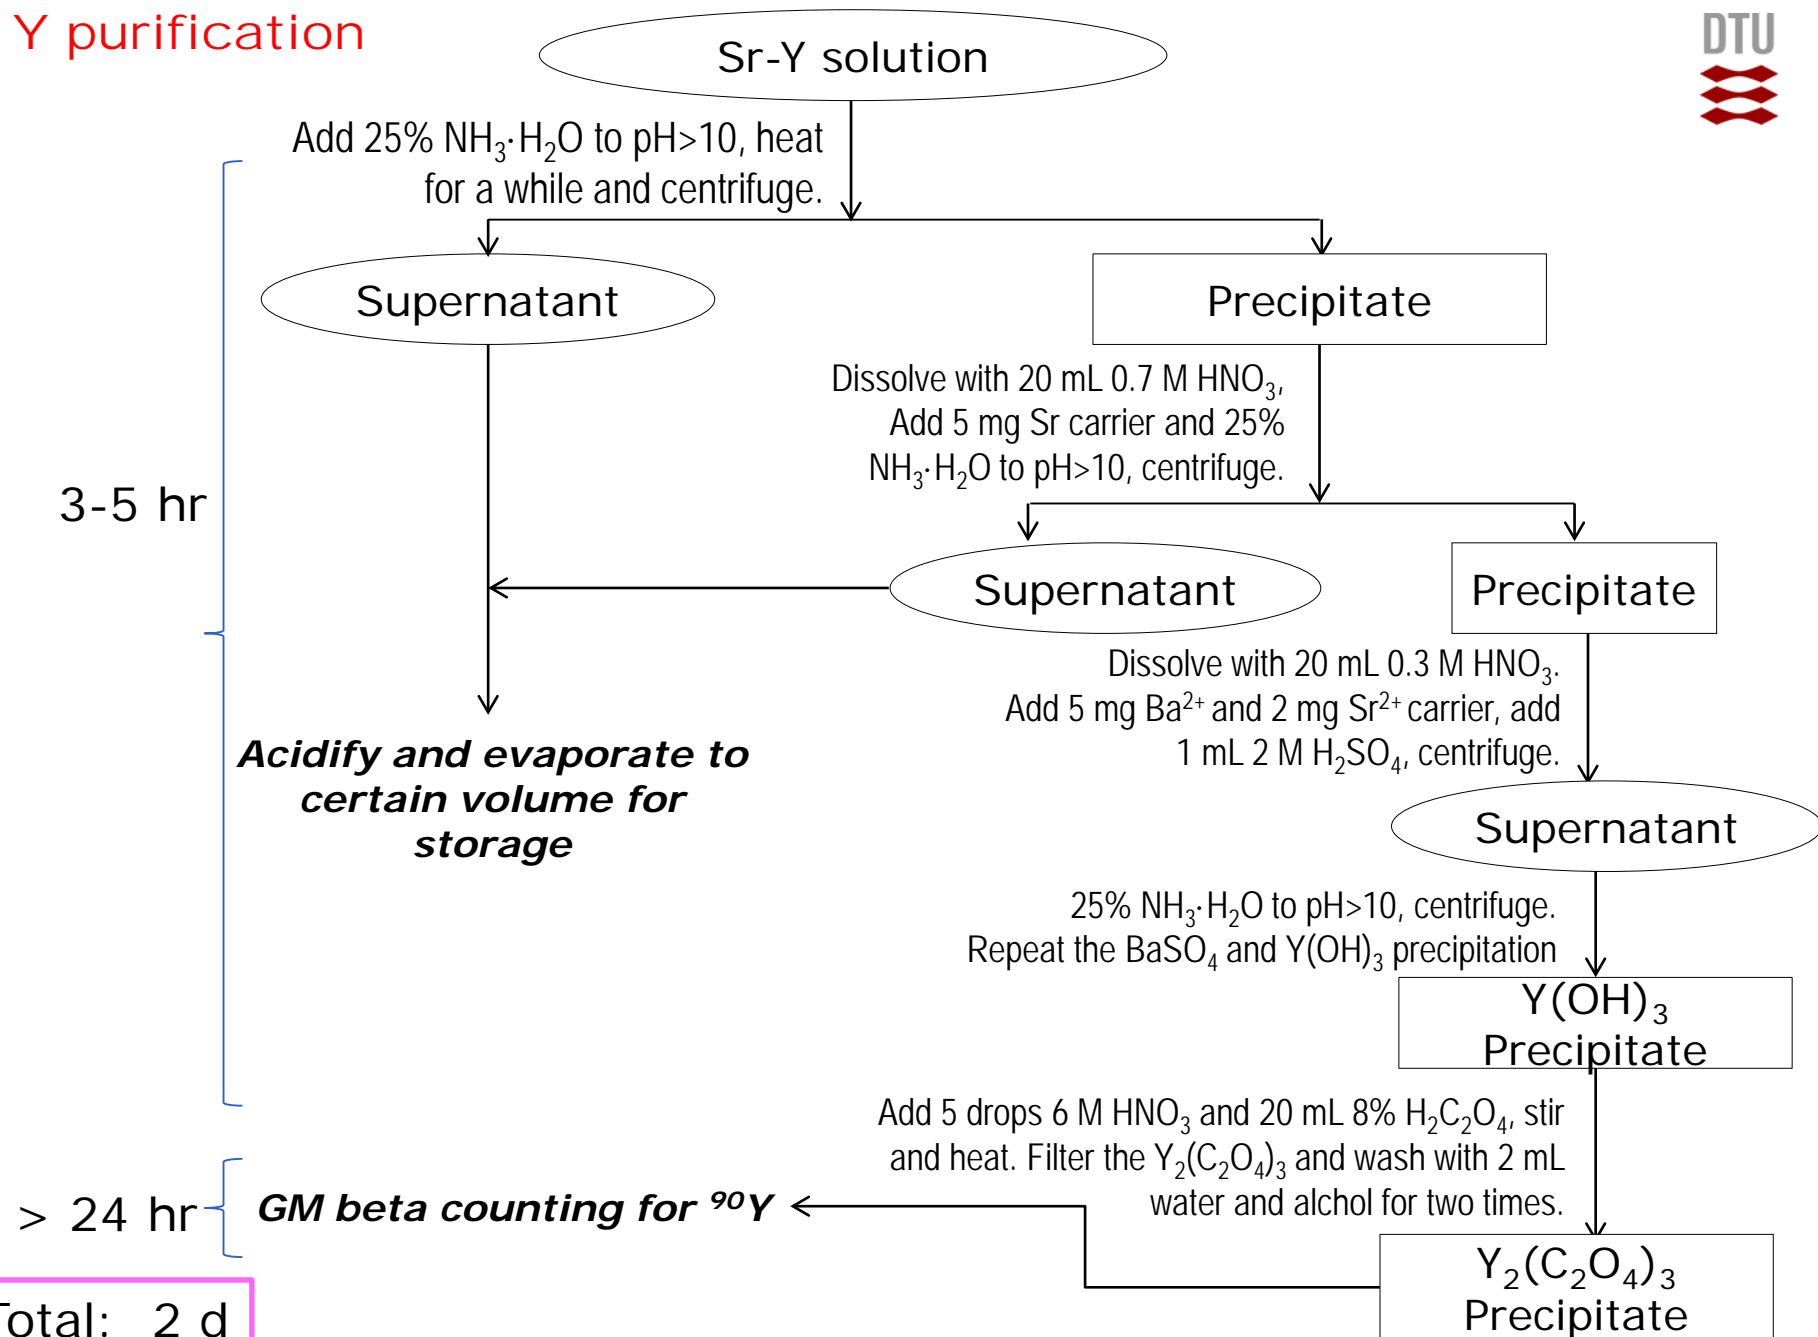 Y purification
DTU
Sr-Y solution
Add 25% NH₃·H₂O to pH>10, heat
for a while and centrifuge.
Supernatant
Precipitate
Dissolve with 20 mL 0.7 M HNO₃,
Add 5 mg Sr carrier and 25%
NH₃·H₂O to pH>10, centrifuge.
3-5 hr
Supernatant
Precipitate
Dissolve with 20 mL 0.3 M HNO₃.
Add 5 mg Ba²⁺ and 2 mg Sr²⁺ carrier, add
1 mL 2 M H₂SO₄, centrifuge.
Acidify and evaporate to
certain volume for
storage
Supernatant
25% NH₃·H₂O to pH>10, centrifuge.
Repeat the BaSO₄ and Y(OH)₃ precipitation
Y(OH)₃
Precipitate
Add 5 drops 6 M HNO₃ and 20 mL 8% H₂C₂O₄, stir
and heat. Filter the Y₂(C₂O₄)₃ and wash with 2 mL
water and alchol for two times.
> 24 hr
GM beta counting for ⁹⁰Y
Y₂(C₂O₄)₃
Precipitate
Total: 2 d